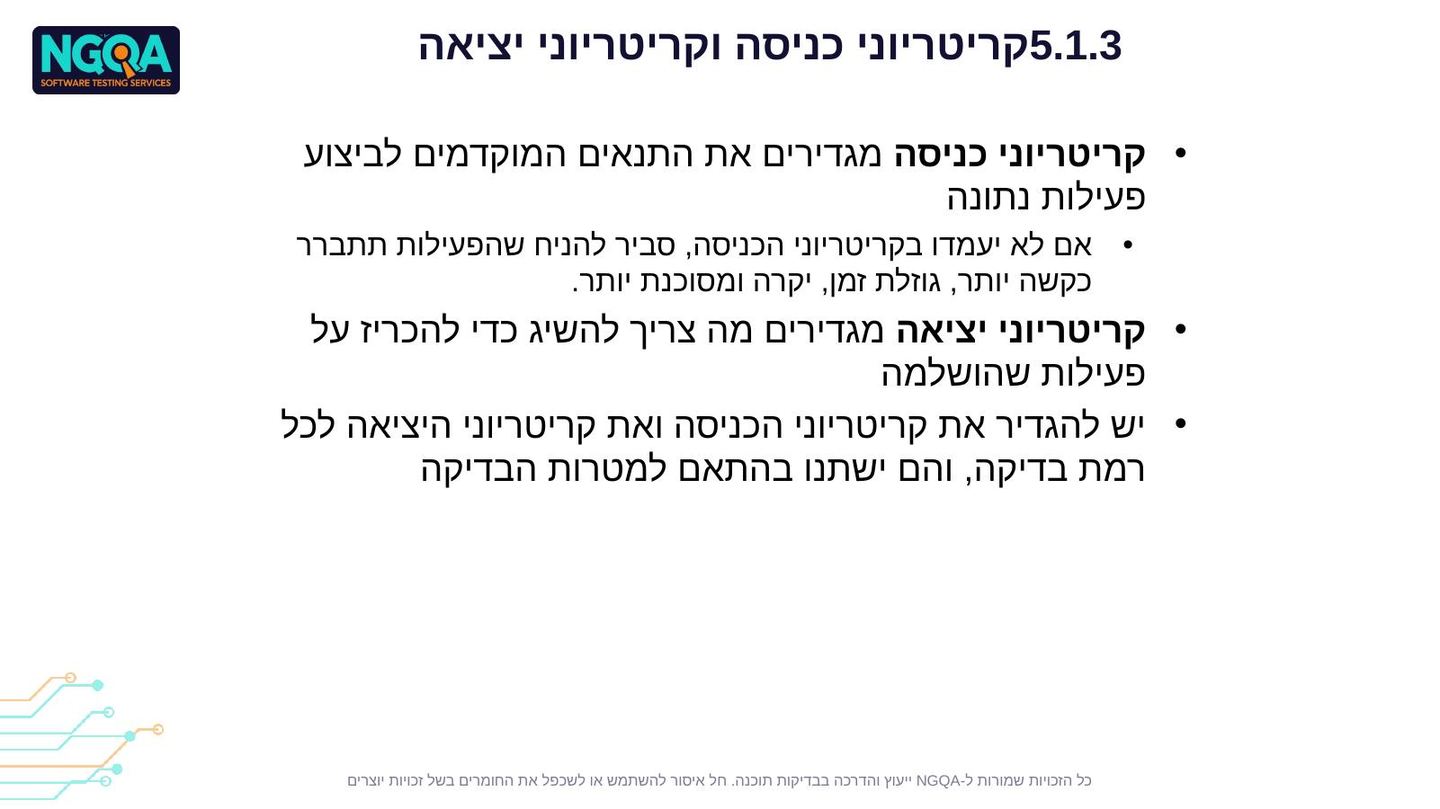 NGQA
SOFTWARE TESTING SERVICES
5.1.3קריטריוני כניסה וקריטריוני יציאה
• קריטריוני כניסה מגדירים את התנאים המוקדמים לביצוע
פעילות נתונה
• אם לא יעמדו בקריטריוני הכניסה, סביר להניח שהפעילות תתברר
כקשה יותר, גוזלת זמן, יקרה ומסוכנת יותר.
• קריטריוני יציאה מגדירים מה צריך להשיג כדי להכריז על
פעילות שהושלמה
• יש להגדיר את קריטריוני הכניסה ואת קריטריוני היציאה לכל
רמת בדיקה, והם ישתנו בהתאם למטרות הבדיקה
כל הזכויות שמורות ל-NGQA ייעוץ והדרכה בבדיקות תוכנה. חל איסור להשתמש או לשכפל את החומרים בשל זכויות יוצרים